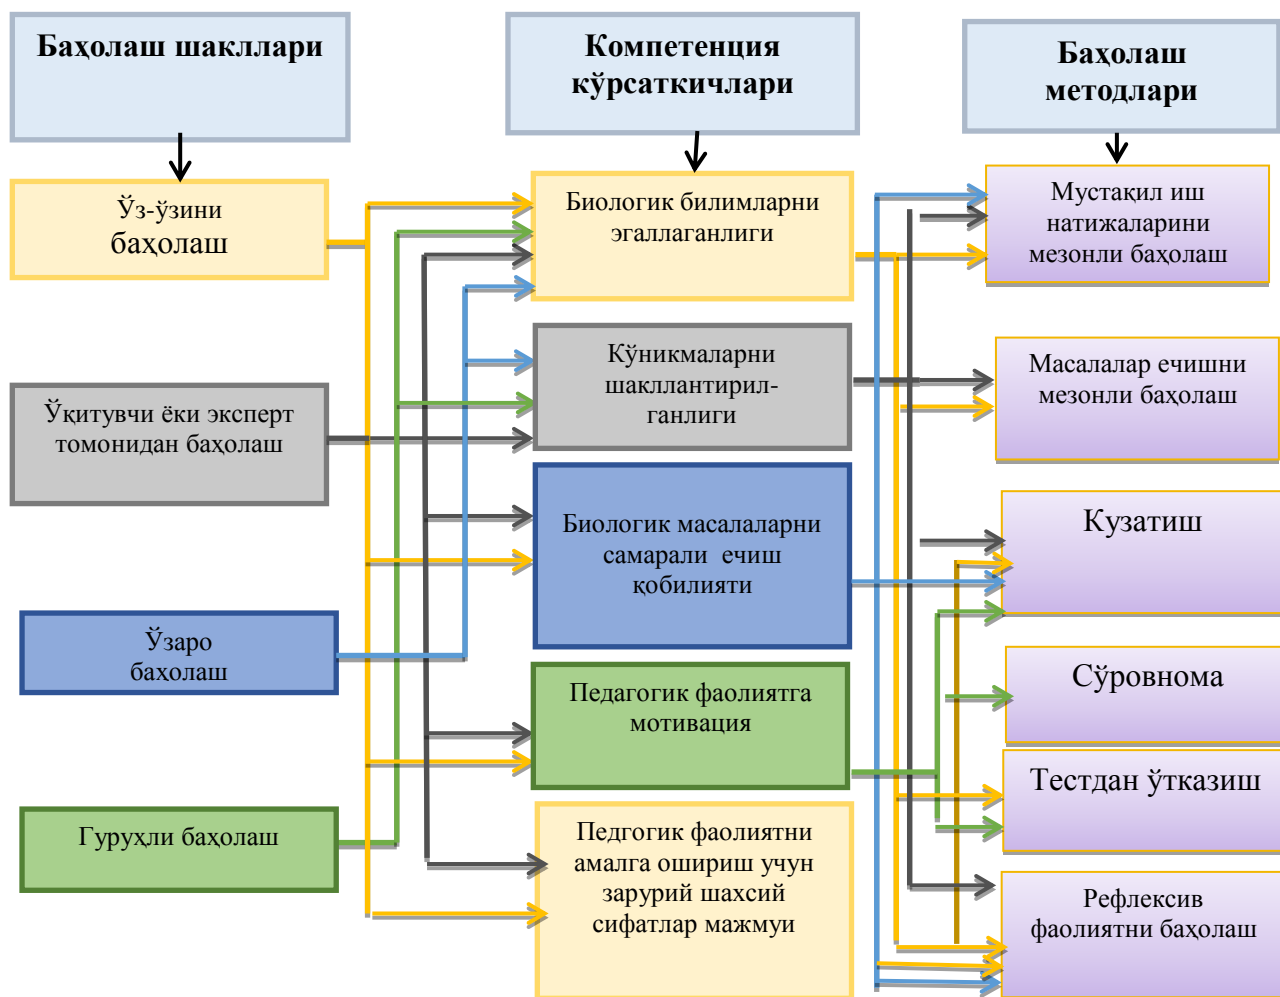 Баҳолаш шакллари
Компетенция
кўрсаткичлари
Баҳолаш
методлари
Ўз-ўзини
баҳолаш
Ўқитувчи ёки эксперт
томонидан баҳолаш
Ўзаро
баҳолаш
Гуруҳли баҳолаш
Биологик билимларни
эгаллаганлиги
Кўникмаларни
шакллантирил-
ганлиги
Биологик масалаларни
самарали ечиш
қобилияти
Педагогик фаолиятга
мотивация
Педгогик фаолиятни
амалга ошириш учун
зарурий шахсий
сифатлар мажмуи
Мустақил иш
натижаларини
мезонли баҳолаш
Масалалар ечишни
мезонли баҳолаш
Кузатиш
Сўровнома
Тестдан ўтказиш
Рефлексив
фаолиятни баҳолаш